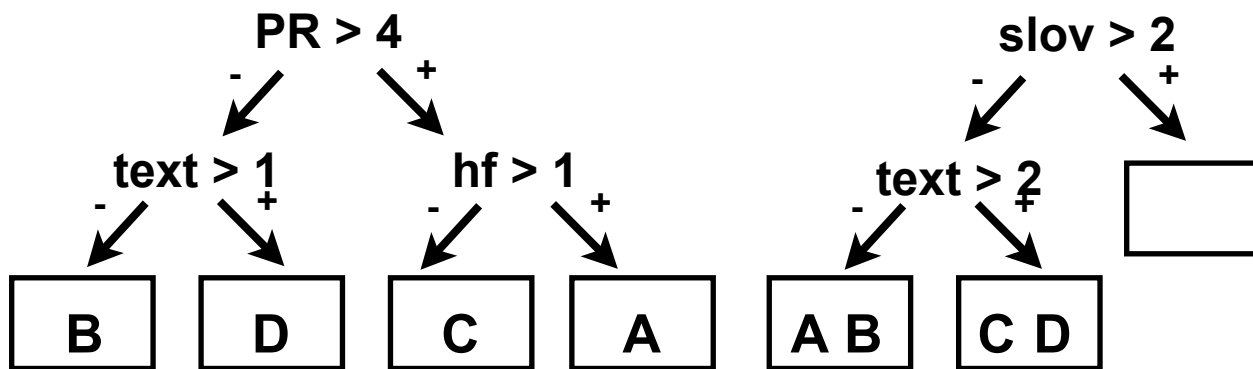 PR > 4
slov > 2
- +
- +
text > 1
hf > 1
text > 2
- +
- +
- +
B
D
C
A
A B
C D